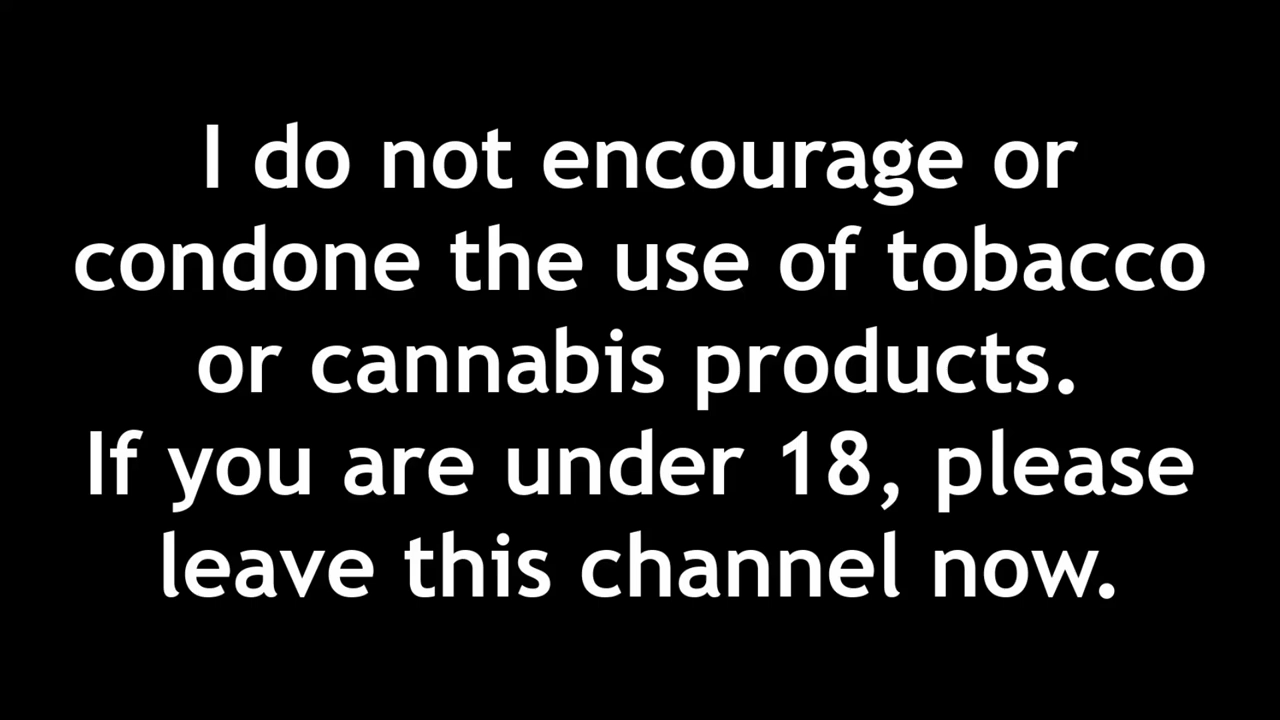 I do not encourage or
condone the use of tobacco
or cannabis products.
If you are under 18, please
leave this channel now.